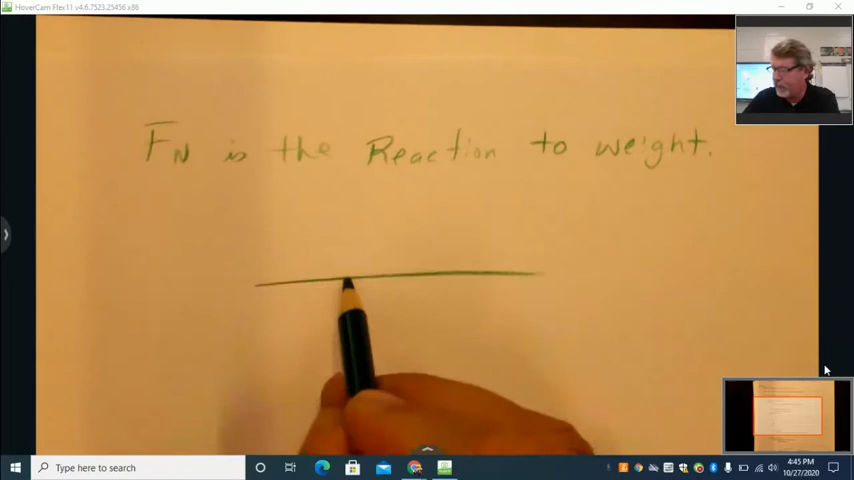 HoverCam Flex11 v4.6.7523.25456 x86
F̅N is the Reaction to weight.
Type here to search
4:45 PM
10/27/2020